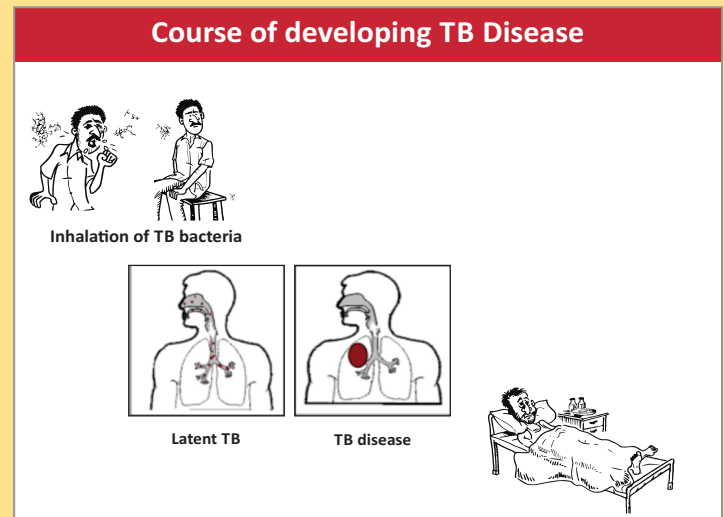 Course of developing TB Disease
Inhalation of TB bacteria
Latent TB
TB disease